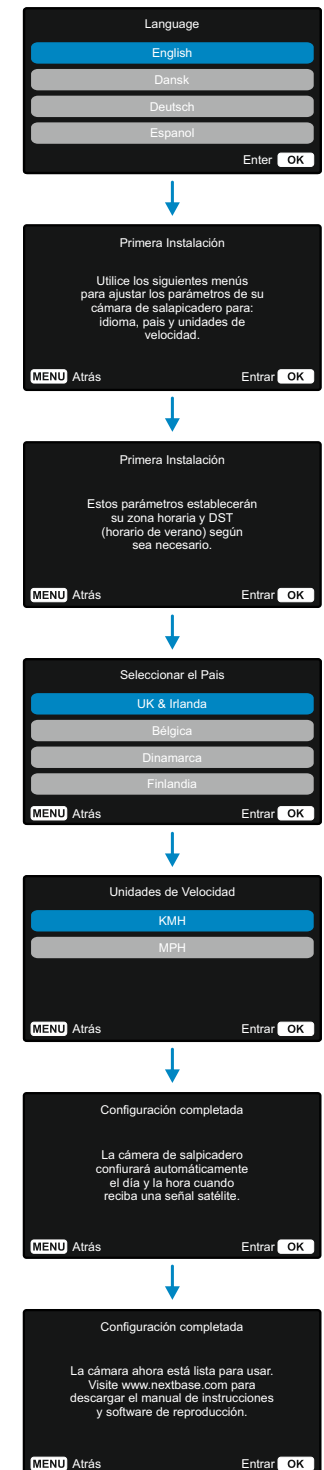 Language
English
Dansk
Deutsch
Espanol
Enter OK
Primera Instalación
Utilice los siguientes menús
para ajustar los parámetros de su
cámara de salapicadero para:
idioma, pais y unidades de
velocidad.
MENU Atrás Entrar OK
Primera Instalación
Estos parámetros establecerán
su zona horaria y DST
(horario de verano) según
sea necesario.
MENU Atrás Entrar OK
Seleccionar el Pais
UK & Irlanda
Bélgica
Dinamarca
Finlandia
MENU Atrás Entrar OK
Unidades de Velocidad
KMH
MPH
MENU Atrás Entrar OK
Configuración completada
La cámera de salpicadero
confiurará automáticamente
el día y la hora cuando
reciba una señal satélite.
MENU Atrás Entrar OK
Configuración completada
La cámara ahora está lista para usar.
Visite www.nextbase.com para
descargar el manual de instrucciones
y software de reproducción.
MENU Atrás Entrar OK